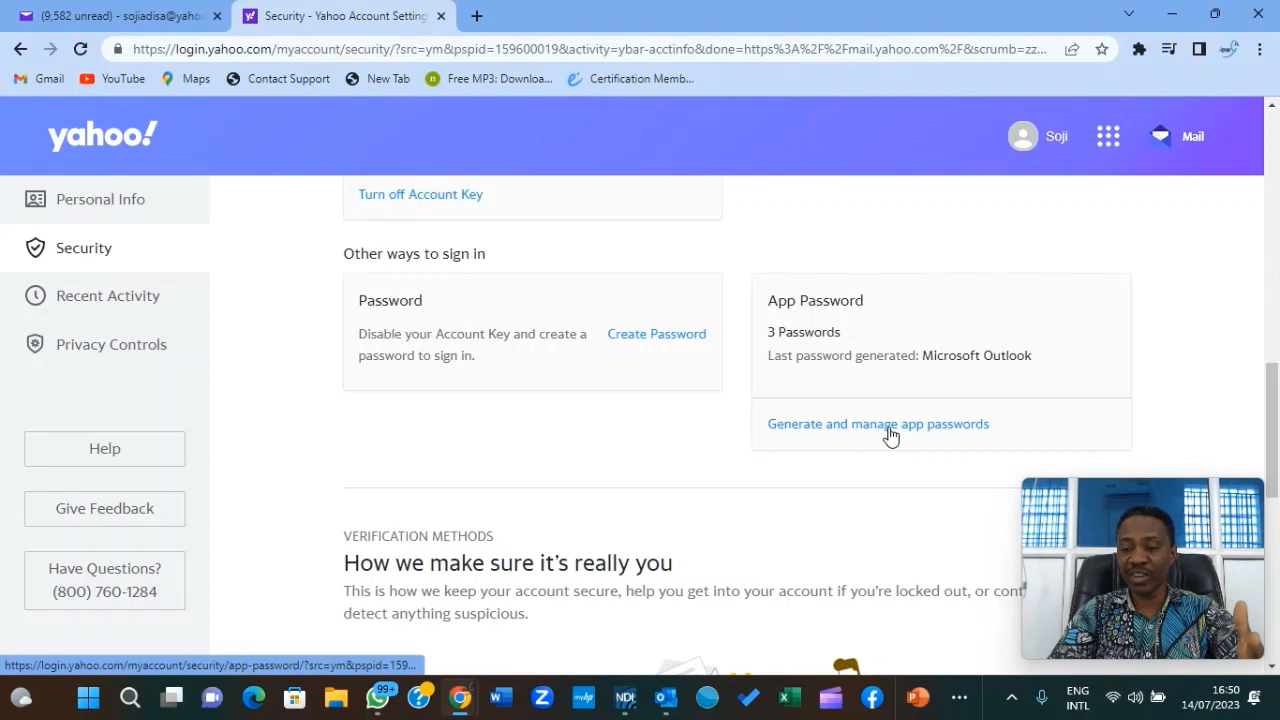 (9,582 unread) - sojiadisa@yaho
Security - Yahoo Account Setting
https://login.yahoo.com/myaccount/security/?src=ym&pspid=159600019&activity=ybar-acctinfo&done=https%3A%2F%2Fmail.yahoo.com%2F&scrumb=zz...
Gmail
YouTube
Maps
Contact Support
New Tab
Free MP3: Downloa...
Certification Memb...
yahoo!
Soji
Mail
Personal Info
Security
Recent Activity
Privacy Controls
Help
Give Feedback
Have Questions?
(800) 760-1284
Turn off Account Key
Other ways to sign in
Password
Disable your Account Key and create a
password to sign in.
Create Password
App Password
3 Passwords
Last password generated: Microsoft Outlook
Generate and manage app passwords
VERIFICATION METHODS
How we make sure it's really you
This is how we keep your account secure, help you get into your account if you're locked out, or cont
detect anything suspicious.
https://login.yahoo.com/myaccount/security/app-password/?src=ym&pspid=159...
99+
ENG
INTL
16:50
14/07/2023